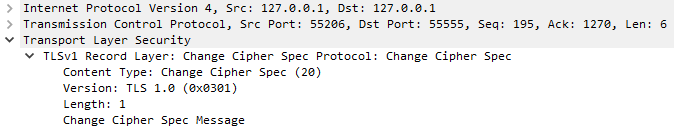 Internet Protocol Version 4, Src: 127.0.0.1, Dst: 127.0.0.1
Transmission Control Protocol, Src Port: 55206, Dst Port: 55555, Seq: 195, Ack: 1270, Len: 6
Transport Layer Security
TLSv1 Record Layer: Change Cipher Spec Protocol: Change Cipher Spec
Content Type: Change Cipher Spec (20)
Version: TLS 1.0 (0x0301)
Length: 1
Change Cipher Spec Message